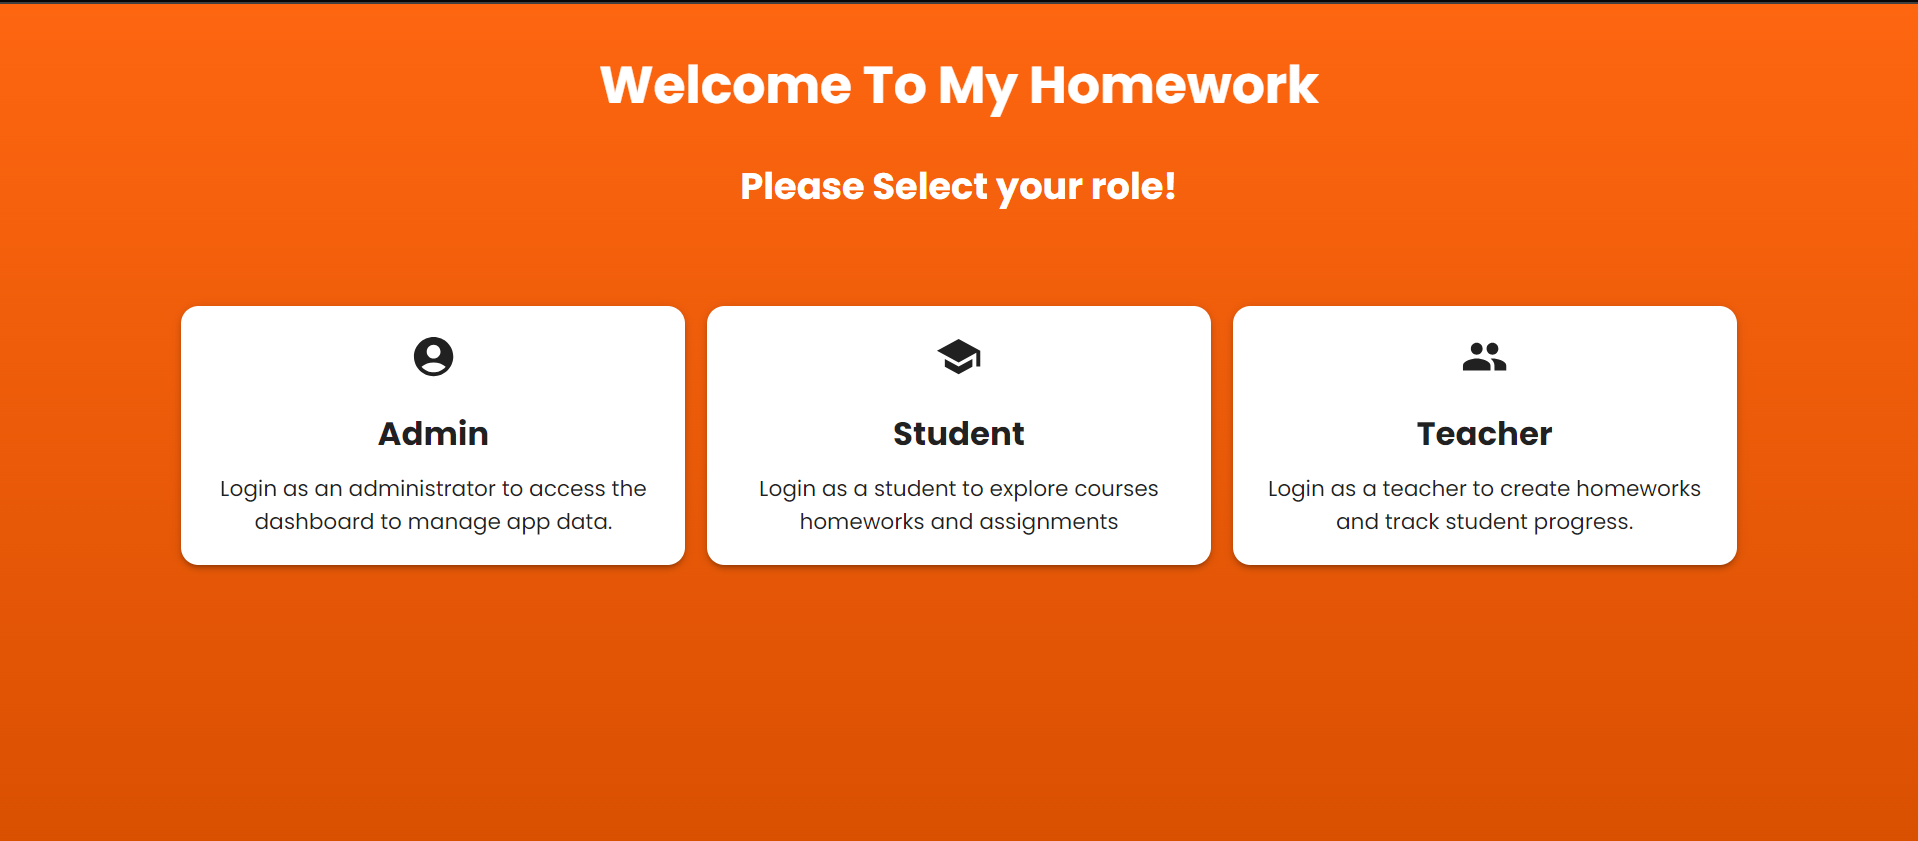 Welcome To My Homework
Please Select your role!
Admin
Login as an administrator to access the
dashboard to manage app data.
Student
Login as a student to explore courses
homeworks and assignments
Teacher
Login as a teacher to create homeworks
and track student progress.